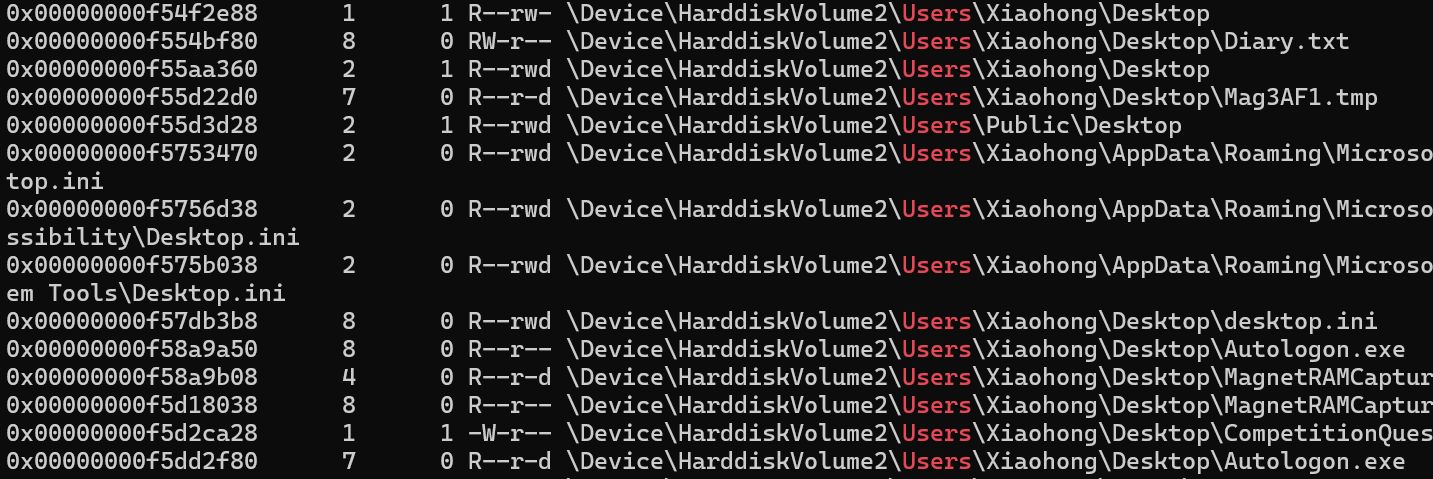 0x00000000f54f2e88      1      1 R--rw- \Device\HarddiskVolume2\Users\Xiaohong\Desktop
0x00000000f554bf80      8      0 RW-r-- \Device\HarddiskVolume2\Users\Xiaohong\Desktop\Diary.txt
0x00000000f55aa360      2      1 R--rwd \Device\HarddiskVolume2\Users\Xiaohong\Desktop
0x00000000f55d22d0      7      0 R--r-d \Device\HarddiskVolume2\Users\Xiaohong\Desktop\Mag3AF1.tmp
0x00000000f55d3d28      2      1 R--rwd \Device\HarddiskVolume2\Users\Public\Desktop
0x00000000f5753470      2      0 R--rwd \Device\HarddiskVolume2\Users\Xiaohong\AppData\Roaming\Microso
top.ini
0x00000000f5756d38      2      0 R--rwd \Device\HarddiskVolume2\Users\Xiaohong\AppData\Roaming\Microso
ssibility\Desktop.ini
0x00000000f575b038      2      0 R--rwd \Device\HarddiskVolume2\Users\Xiaohong\AppData\Roaming\Microso
em Tools\Desktop.ini
0x00000000f57db3b8      8      0 R--rwd \Device\HarddiskVolume2\Users\Xiaohong\Desktop\desktop.ini
0x00000000f58a9a50      8      0 R--r-- \Device\HarddiskVolume2\Users\Xiaohong\Desktop\Autologon.exe
0x00000000f58a9b08      4      0 R--r-d \Device\HarddiskVolume2\Users\Xiaohong\Desktop\MagnetRAMCaptur
0x00000000f5d18038      8      0 R--r-- \Device\HarddiskVolume2\Users\Xiaohong\Desktop\MagnetRAMCaptur
0x00000000f5d2ca28      1      1 -W-r-- \Device\HarddiskVolume2\Users\Xiaohong\Desktop\CompetitionQues
0x00000000f5dd2f80      7      0 R--r-d \Device\HarddiskVolume2\Users\Xiaohong\Desktop\Autologon.exe